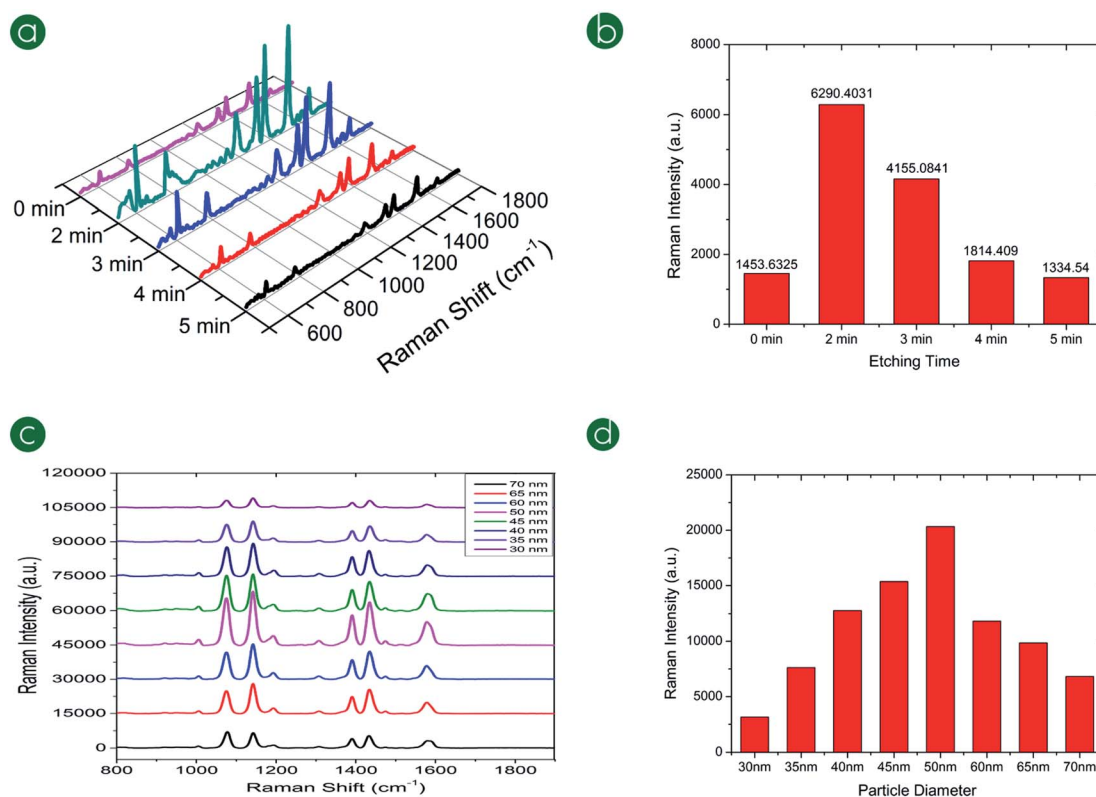 a
0 min
2 min
3 min
4 min
5 min
600
800
1000
1200
1400
1600
1800
Raman Shift (cm⁻¹)
b
8000
6000
4000
2000
0
Raman Intensity (a.u.)
1453.6325
6290.4031
4155.0841
1814.409
1334.54
0 min 2 min 3 min 4 min 5 min
Etching Time
c
120000
105000
90000
75000
60000
45000
30000
15000
0
Raman Intensity (a.u.)
70 nm
65 nm
60 nm
50 nm
45 nm
40 nm
35 nm
30 nm
800 1000 1200 1400 1600 1800
Raman Shift (cm⁻¹)
d
25000
20000
15000
10000
5000
0
Raman Intensity (a.u.)
30nm 35nm 40nm 45nm 50nm 60nm 65nm 70nm
Particle Diameter